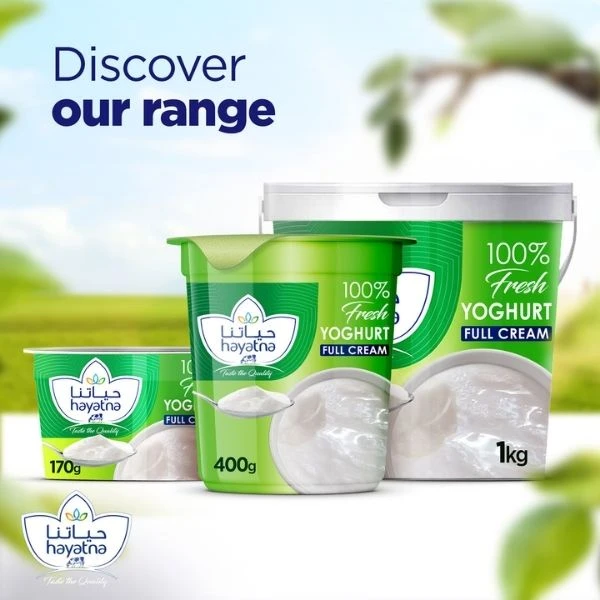 Discover
our range
حياتنا
hayatna
Taste the Quality
170g
حياتنا
hayatna
Taste the Quality
100%
Fresh
YOGHURT
FULL CREAM
400g
100%
Fresh
YOGHURT
FULL CREAM
1kg
حياتنا
hayatna
Taste the Quality